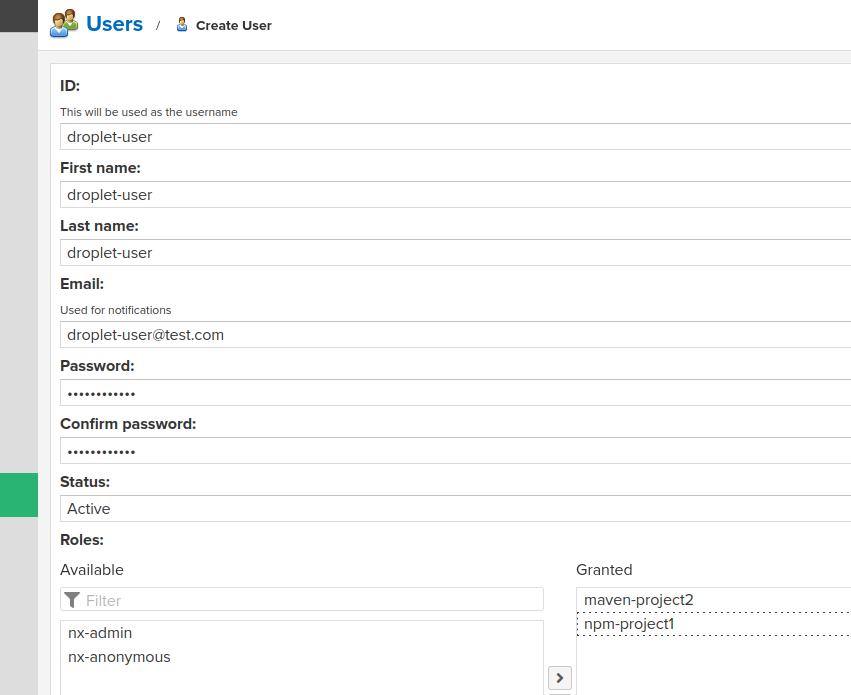 Users / Create User
ID:
This will be used as the username
droplet-user
First name:
droplet-user
Last name:
droplet-user
Email:
Used for notifications
droplet-user@test.com
Password:
••••••••••••
Confirm password:
••••••••••••
Status:
Active
Roles:
Available Granted
Filter
maven-project2
npm-project1
nx-admin
nx-anonymous